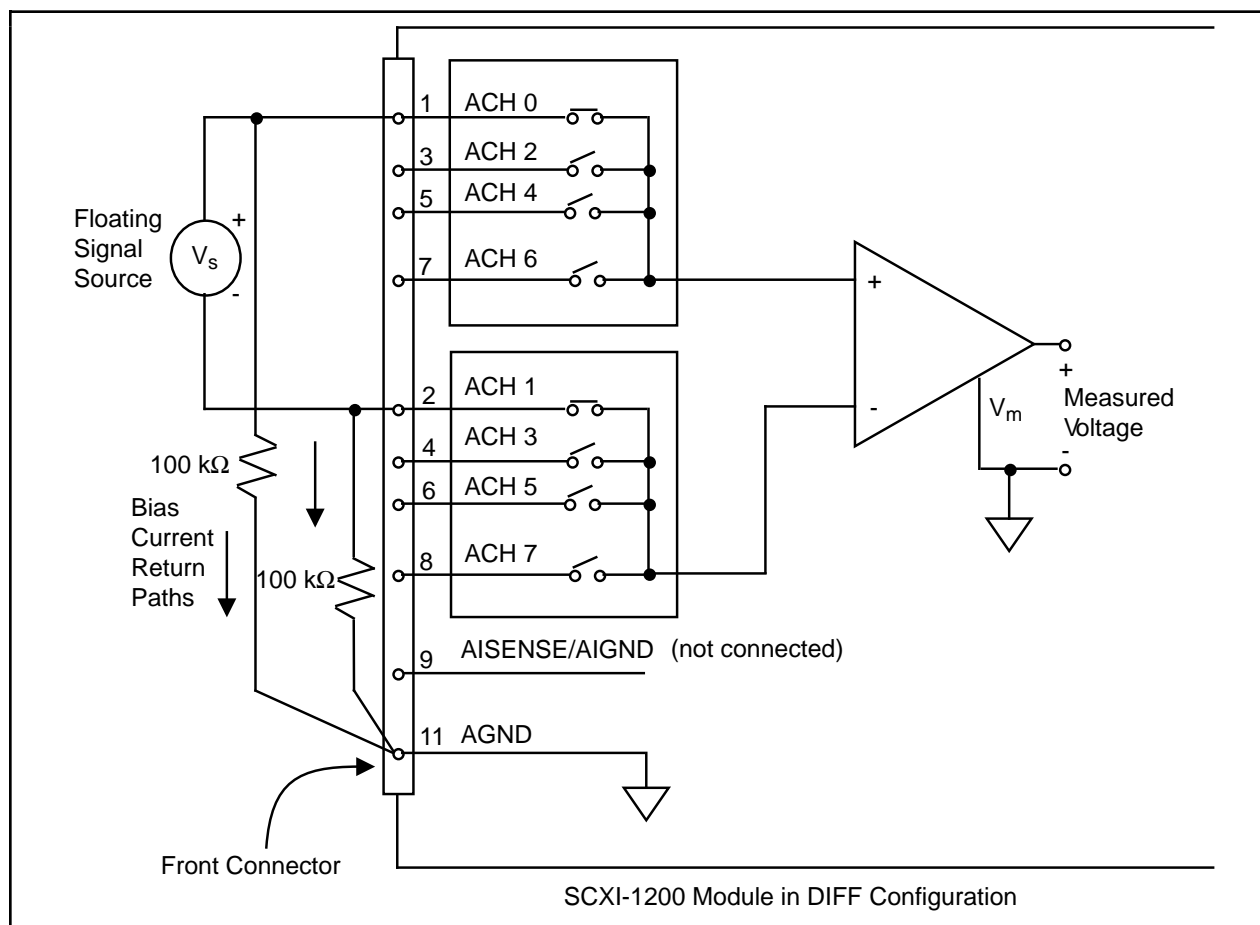 1 ACH 0
3 ACH 2
5 ACH 4
7 ACH 6
Floating
Signal
Source
+
Vs
-
+
-
Vm
+
Measured
Voltage
-
2 ACH 1
4 ACH 3
6 ACH 5
8 ACH 7
100 kΩ
Bias
Current
Return
Paths
100 kΩ
9 AISENSE/AIGND (not connected)
11 AGND
Front Connector
SCXI-1200 Module in DIFF Configuration